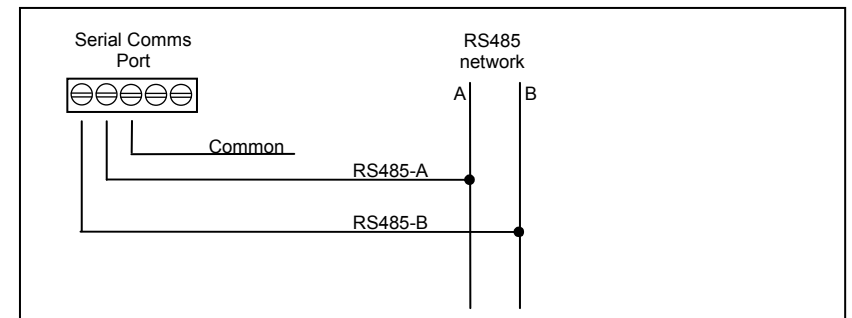 Serial Comms
Port
RS485
network
A
B
Common
RS485-A
RS485-B